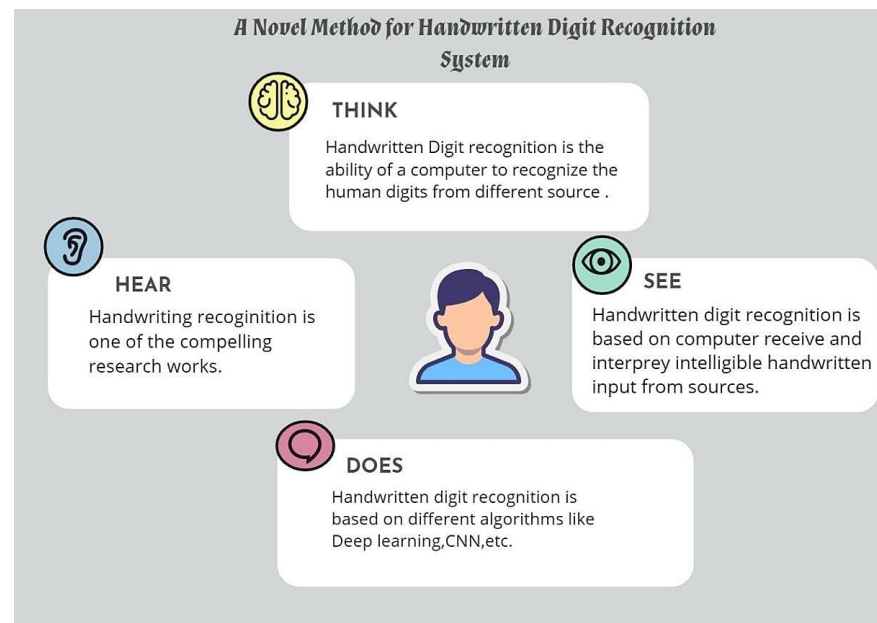 A Novel Method for Handwritten Digit Recognition
System
THINK
Handwritten Digit recognition is the
ability of a computer to recognize the
human digits from different source .
HEAR
Handwriting recoginition is
one of the compelling
research works.
SEE
Handwritten digit recognition is
based on computer receive and
interprey intelligible handwritten
input from sources.
DOES
Handwritten digit recognition is
based on different algorithms like
Deep learning,CNN,etc.